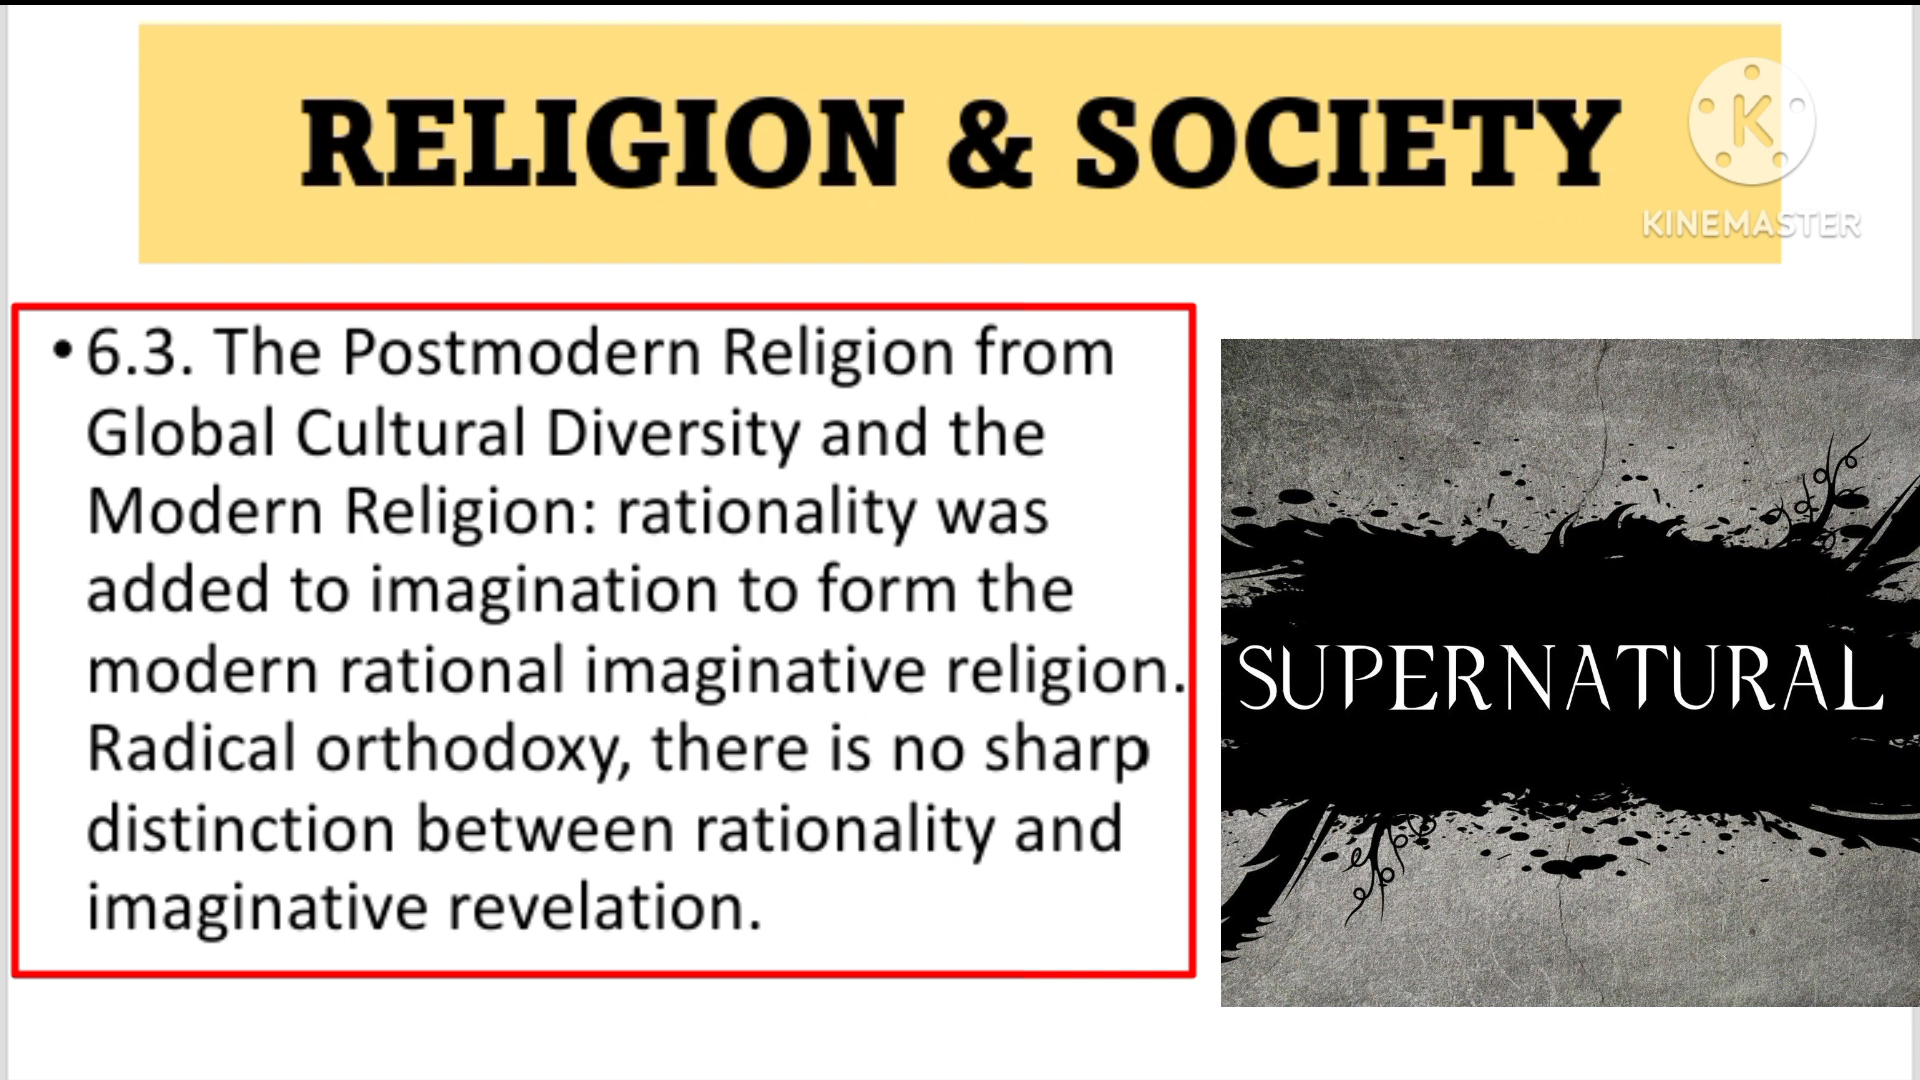 RELIGION & SOCIETY
K
KINEMASTER
• 6.3. The Postmodern Religion from
Global Cultural Diversity and the
Modern Religion: rationality was
added to imagination to form the
modern rational imaginative religion.
Radical orthodoxy, there is no sharp
distinction between rationality and
imaginative revelation.
SUPERNATURAL